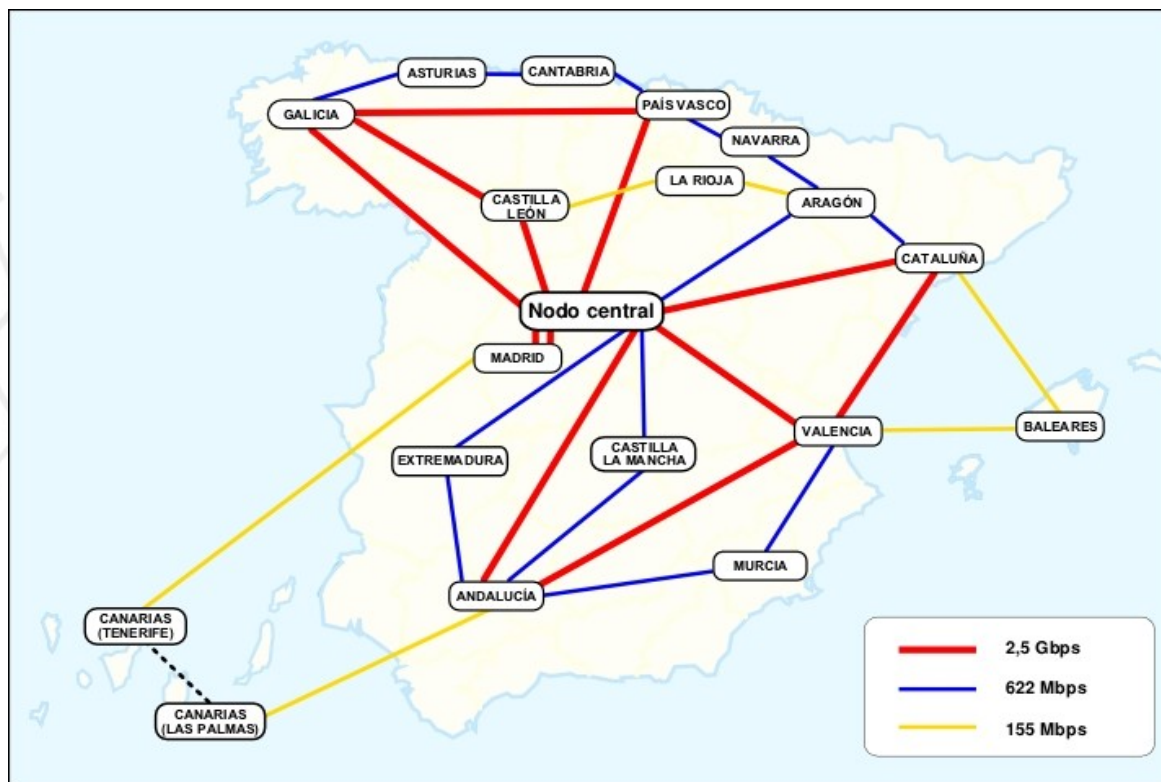 ASTURIAS
CANTABRIA
GALICIA
PAÍS VASCO
NAVARRA
LA RIOJA
CASTILLA
LEÓN
ARAGÓN
CATALUÑA
Nodo central
MADRID
VALENCIA
BALEARES
EXTREMADURA
CASTILLA
LA MANCHA
MURCIA
ANDALUCÍA
CANARIAS
(TENERIFE)
CANARIAS
(LAS PALMAS)
2,5 Gbps
622 Mbps
155 Mbps